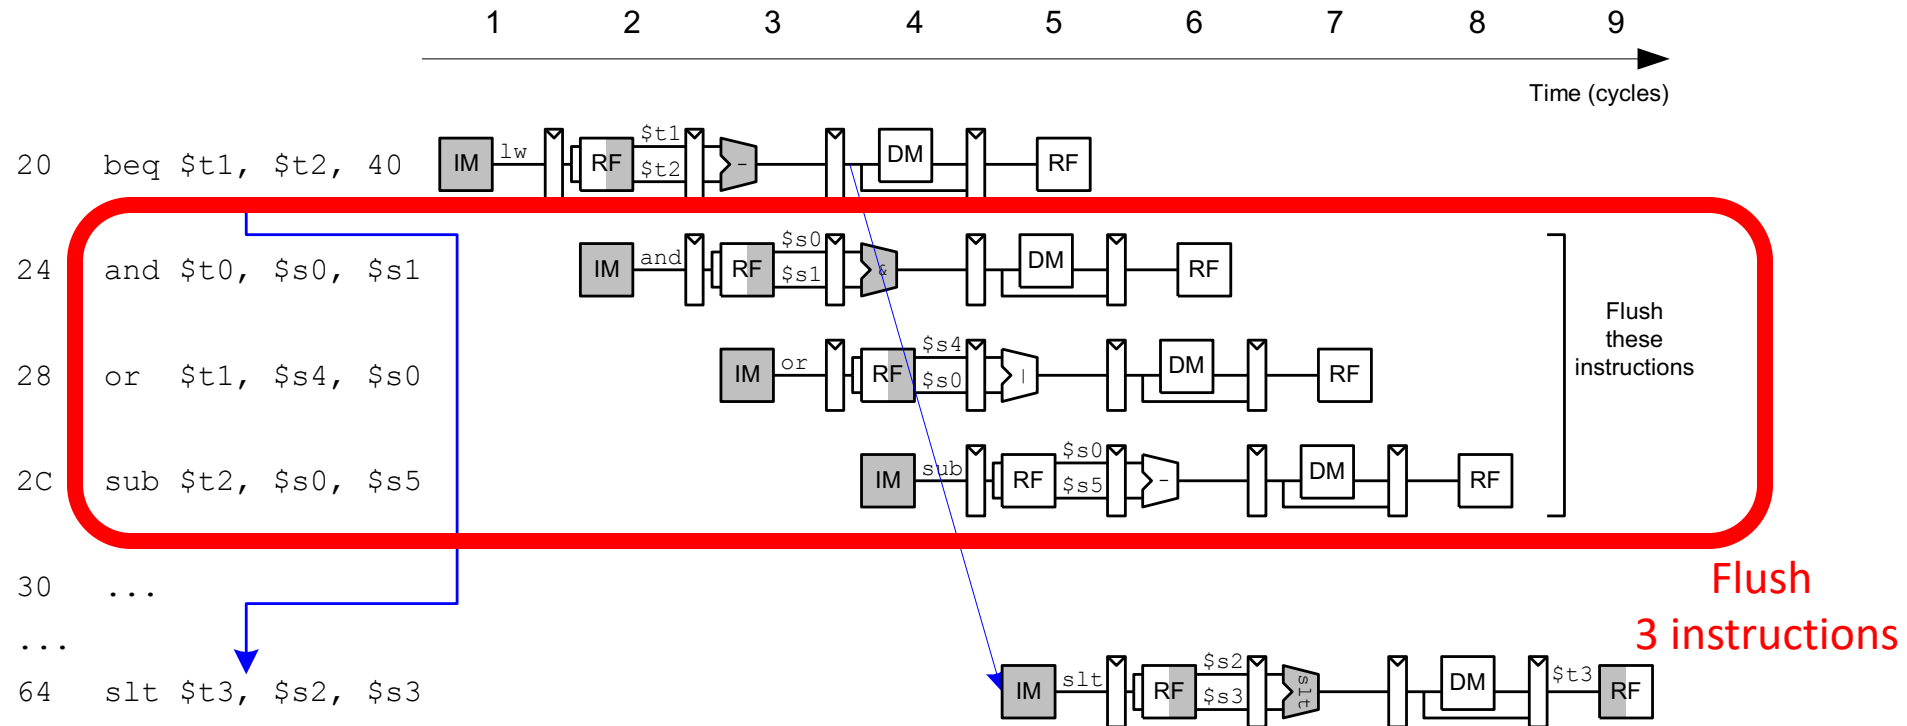 1 2 3 4 5 6 7 8 9
Time (cycles)
20 beq $t1, $t2, 40 IM lw RF $t1 $t2 - DM RF
24 and $t0, $s0, $s1 IM and RF $s0 $s1 & DM RF
28 or $t1, $s4, $s0 IM or RF $s4 $s0 | DM RF
2C sub $t2, $s0, $s5 IM sub RF $s0 $s5 - DM RF
Flush
these
instructions
30 ...
...
Flush
3 instructions
64 slt $t3, $s2, $s3 IM slt RF $s2 $s3 slt DM $t3 RF